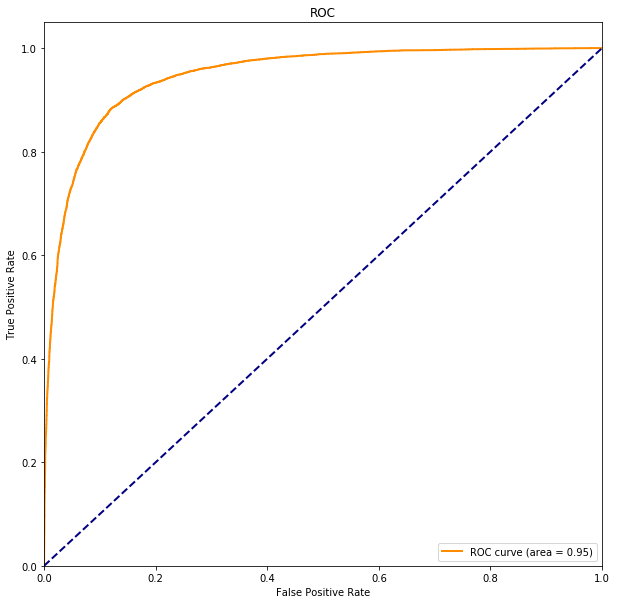 ROC
1.0
0.8
0.6
0.4
0.2
0.0
True Positive Rate
0.0 0.2 0.4 0.6 0.8 1.0
False Positive Rate
ROC curve (area = 0.95)